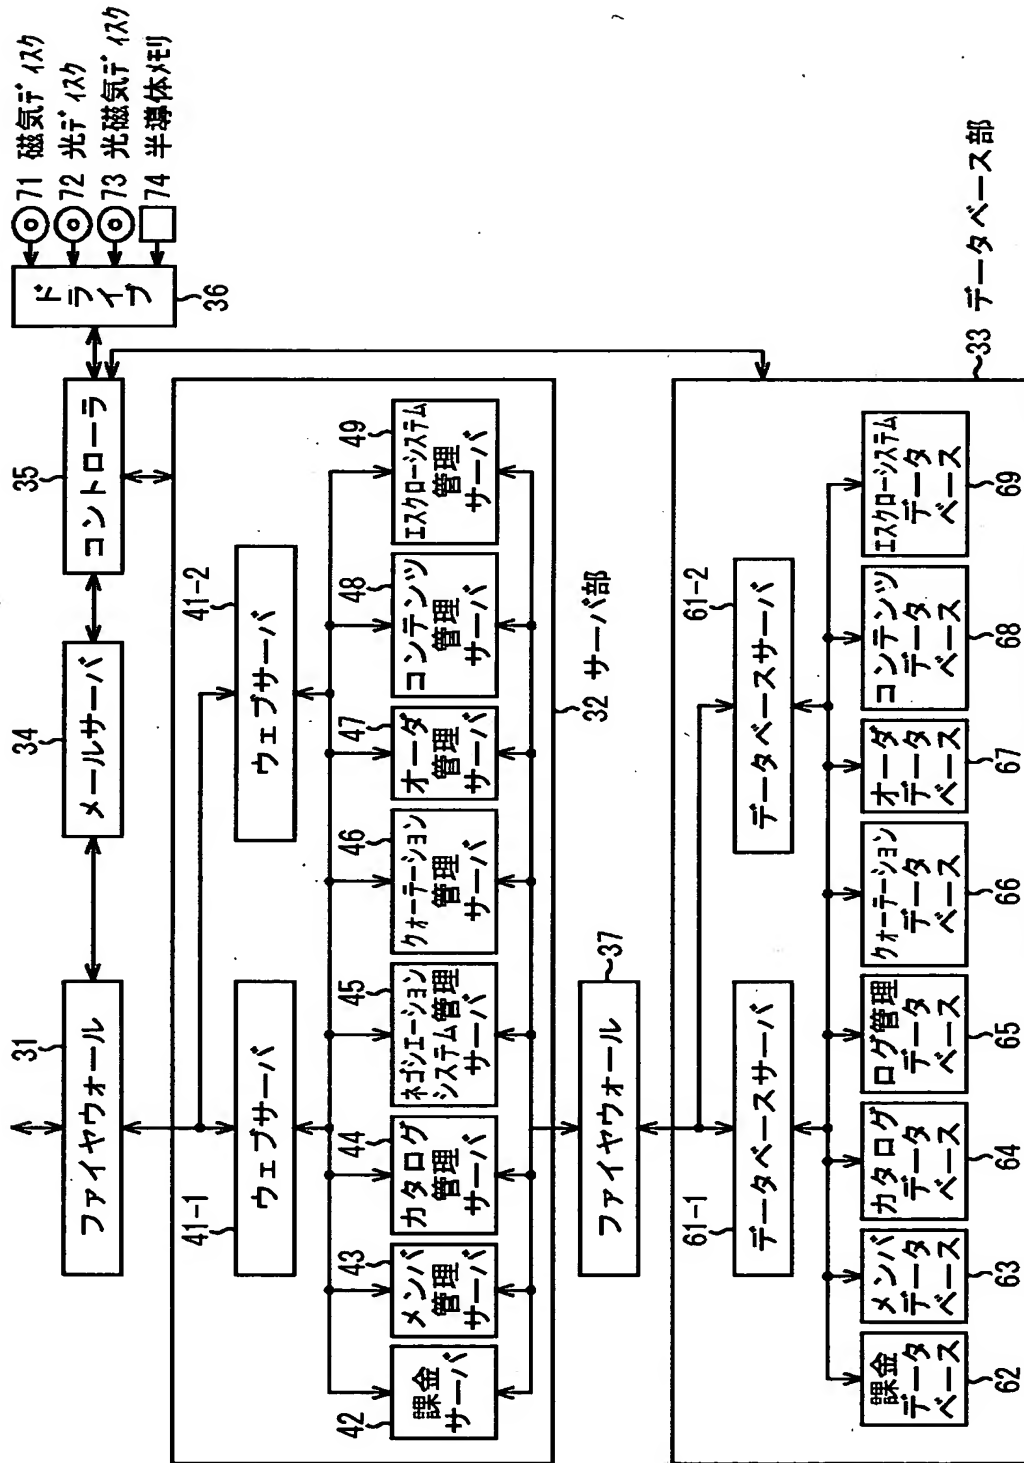 31
ファイヤウォール
34
メールサーバ
35
コントローラ
ドライブ
36
71 磁気ディスク
72 光ディスク
73 光磁気ディスク
74 半導体メモリ
41-1
ウェブサーバ
41-2
ウェブサーバ
42
課金
サーバ
43
メンバ
管理
サーバ
44
カタログ
管理
サーバ
45
ネゴシエーション
システム管理
サーバ
46
クォーテーション
管理
サーバ
47
オーダ
管理
サーバ
48
コンテンツ
管理
サーバ
49
エスクローシステム
管理
サーバ
32 サーバ部
ファイヤウォール
37
61-1
データベースサーバ
61-2
データベースサーバ
課金
データ
ベース
62
メンバ
データ
ベース
63
カタログ
データ
ベース
64
ログ管理
データ
ベース
65
クォーテーション
データ
ベース
66
オーダ
データ
ベース
67
コンテンツ
データ
ベース
68
エスクローシステム
データ
ベース
69
33 データベース部